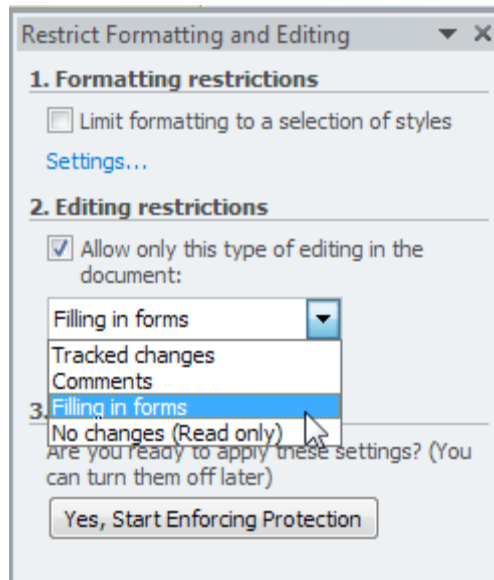 Restrict Formatting and Editing
1. Formatting restrictions
Limit formatting to a selection of styles
Settings...
2. Editing restrictions
Allow only this type of editing in the
document:
Filling in forms
Tracked changes
Comments
Filling in forms
3.
No changes (Read only)
Are you ready to apply these settings? (You
can turn them off later)
Yes, Start Enforcing Protection